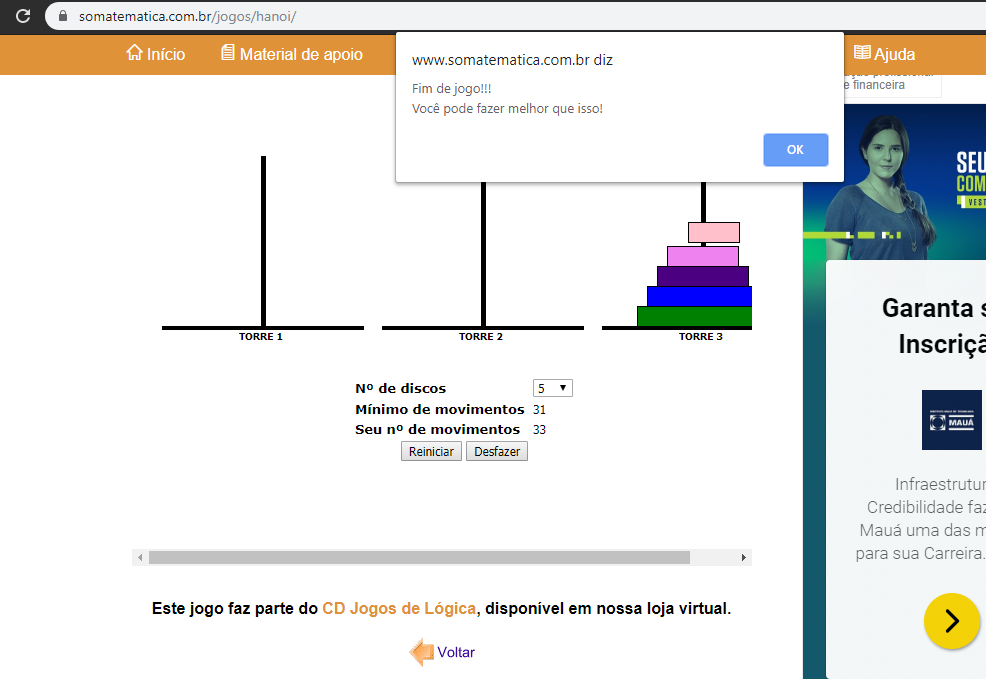 somatematica.com.br/jogos/hanoi/
Início
Material de apoio
Ajuda
www.somatematica.com.br diz
Fim de jogo!!!
Você pode fazer melhor que isso!
OK
e financeira
SEU
COM
VEST
TORRE 1
TORRE 2
TORRE 3
Nº de discos 5
Mínimo de movimentos 31
Seu nº de movimentos 33
Reiniciar Desfazer
Garanta s
Inscriçã
MAUÁ
Infraestrutur
Credibilidade faz
Mauá uma das m
para sua Carreira.
Este jogo faz parte do CD Jogos de Lógica, disponível em nossa loja virtual.
Voltar